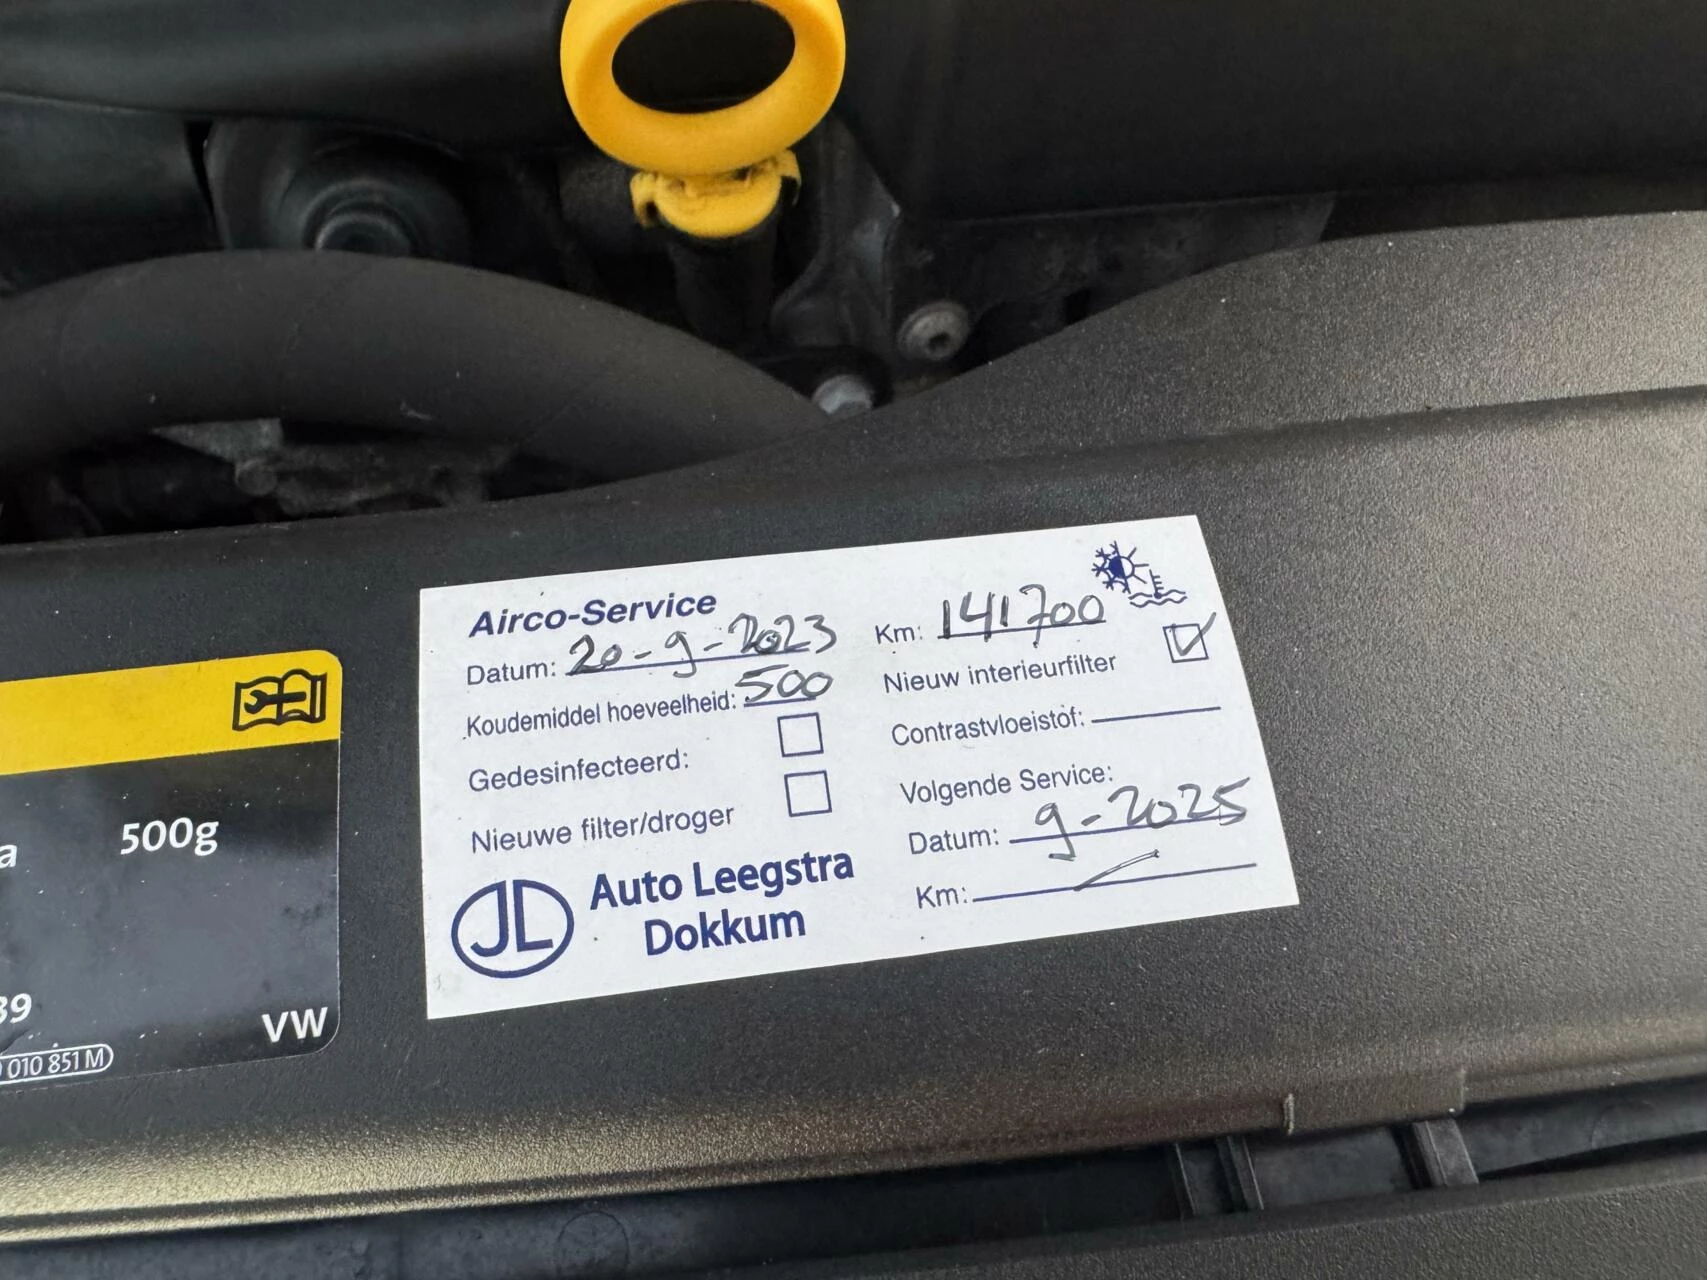 Airco-Service
Datum: 20-9-2023
Koudemiddel hoeveelheid: 500
Gedesinfecteerd:
Nieuwe filter/droger
JL
Auto Leegstra
Dokkum
Km: 141700
Nieuw interieurfilter
Contrastvloeistof:
Volgende Service:
Datum: 9-2025
Km:
a 500g
39
VW
010 851 M